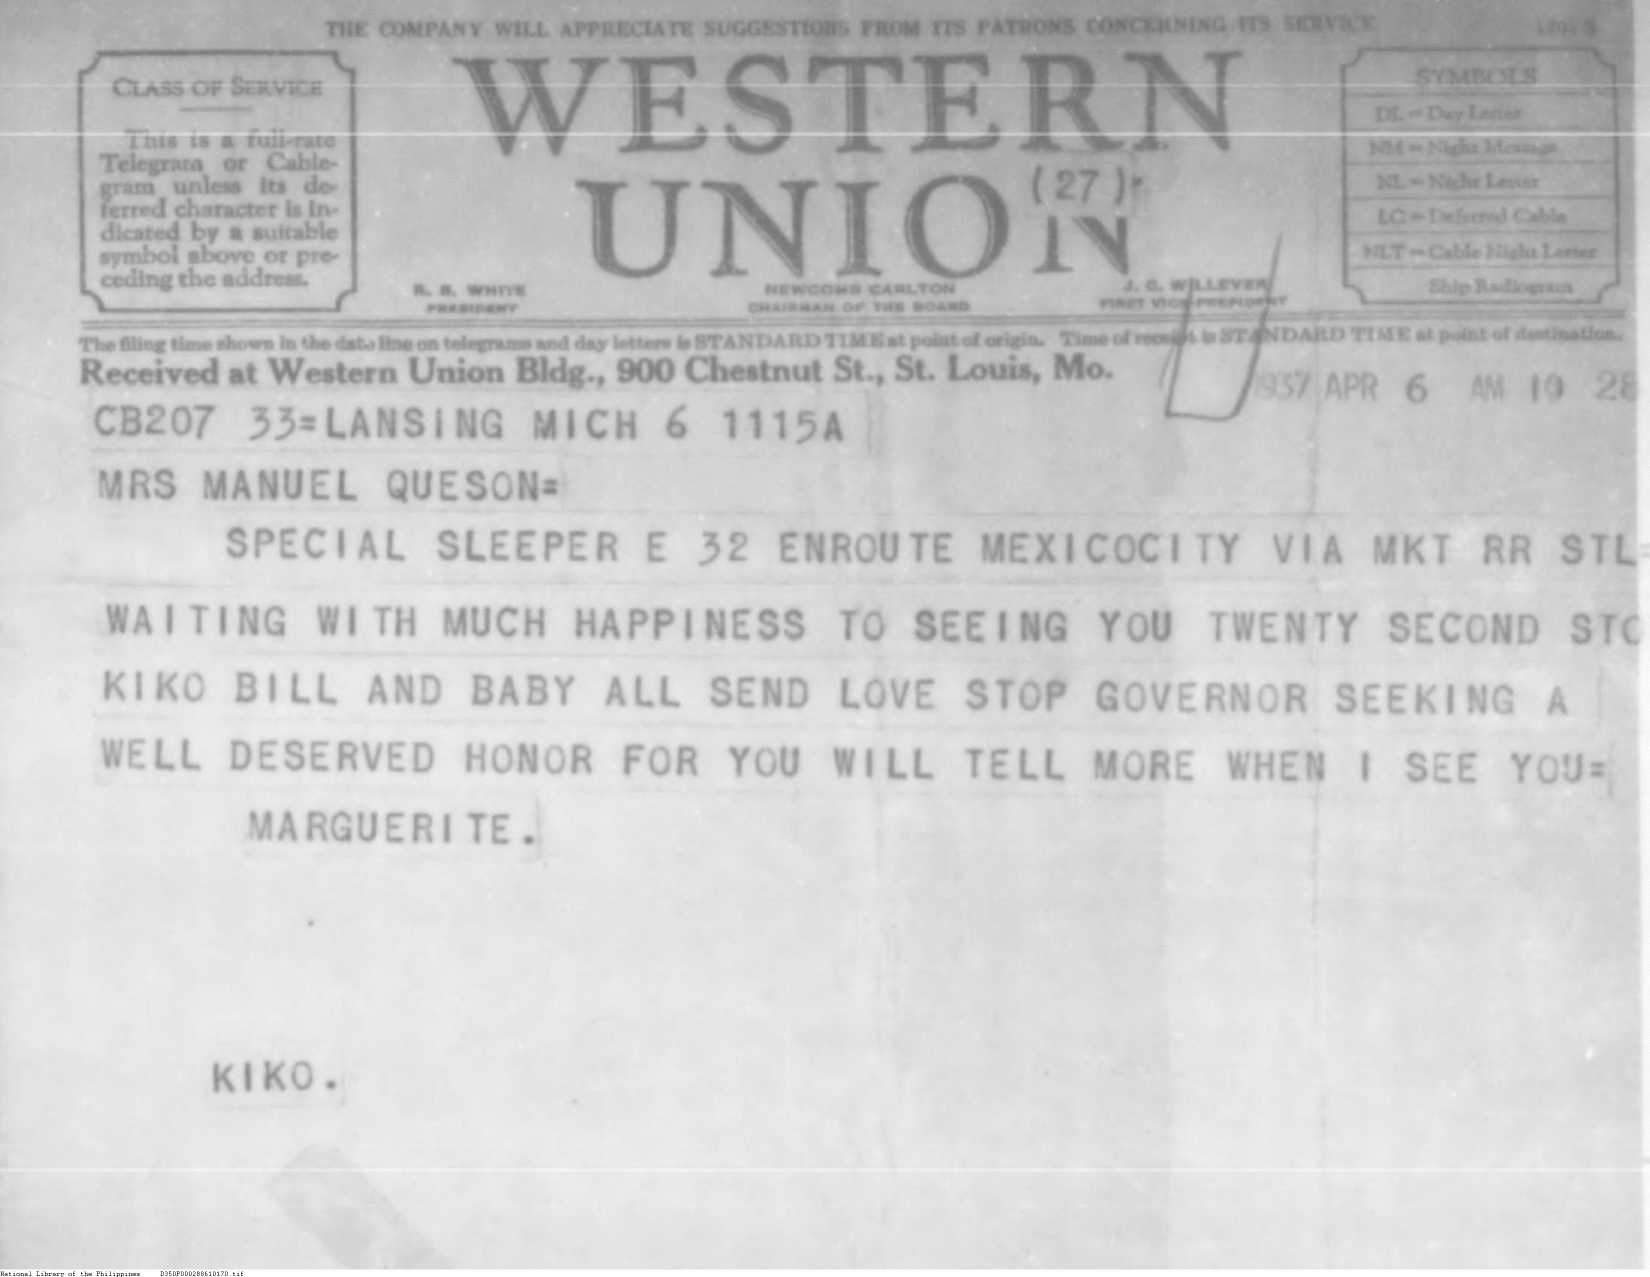 THE COMPANY WILL APPRECIATE SUGGESTIONS FROM ITS PATRONS CONCERNING ITS SERVICE
CLASS OF SERVICE
This is a full-rate
Telegram or Cable-
gram unless its de-
ferred character is in-
dicated by a suitable
symbol above or pre-
ceding the address.
WESTERN
UNION
(27)
R. B. WHITE
PRESIDENT
NEWCOMB CARLTON
CHAIRMAN OF THE BOARD
J. C. WILLEVER
FIRST VICE-PRESIDENT
SYMBOLS
DL = Day Letter
NM = Night Message
NL = Night Letter
LC = Deferred Cable
NLT = Cable Night Letter
Ship Radiogram
The filing time shown in the date line on telegrams and day letters is STANDARD TIME at point of origin. Time of receipt is STANDARD TIME at point of destination.
Received at Western Union Bldg., 900 Chestnut St., St. Louis, Mo.
1937 APR 6 AM 10 28
CB207 33=LANSING MICH 6 1115A
MRS MANUEL QUESON=
SPECIAL SLEEPER E 32 ENROUTE MEXICOCITY VIA MKT RR STL=
WAITING WITH MUCH HAPPINESS TO SEEING YOU TWENTY SECOND STO
KIKO BILL AND BABY ALL SEND LOVE STOP GOVERNOR SEEKING A
WELL DESERVED HONOR FOR YOU WILL TELL MORE WHEN I SEE YOU=
MARGUERITE.
KIKO.
National Library of the Philippines D350P000288610170.tif